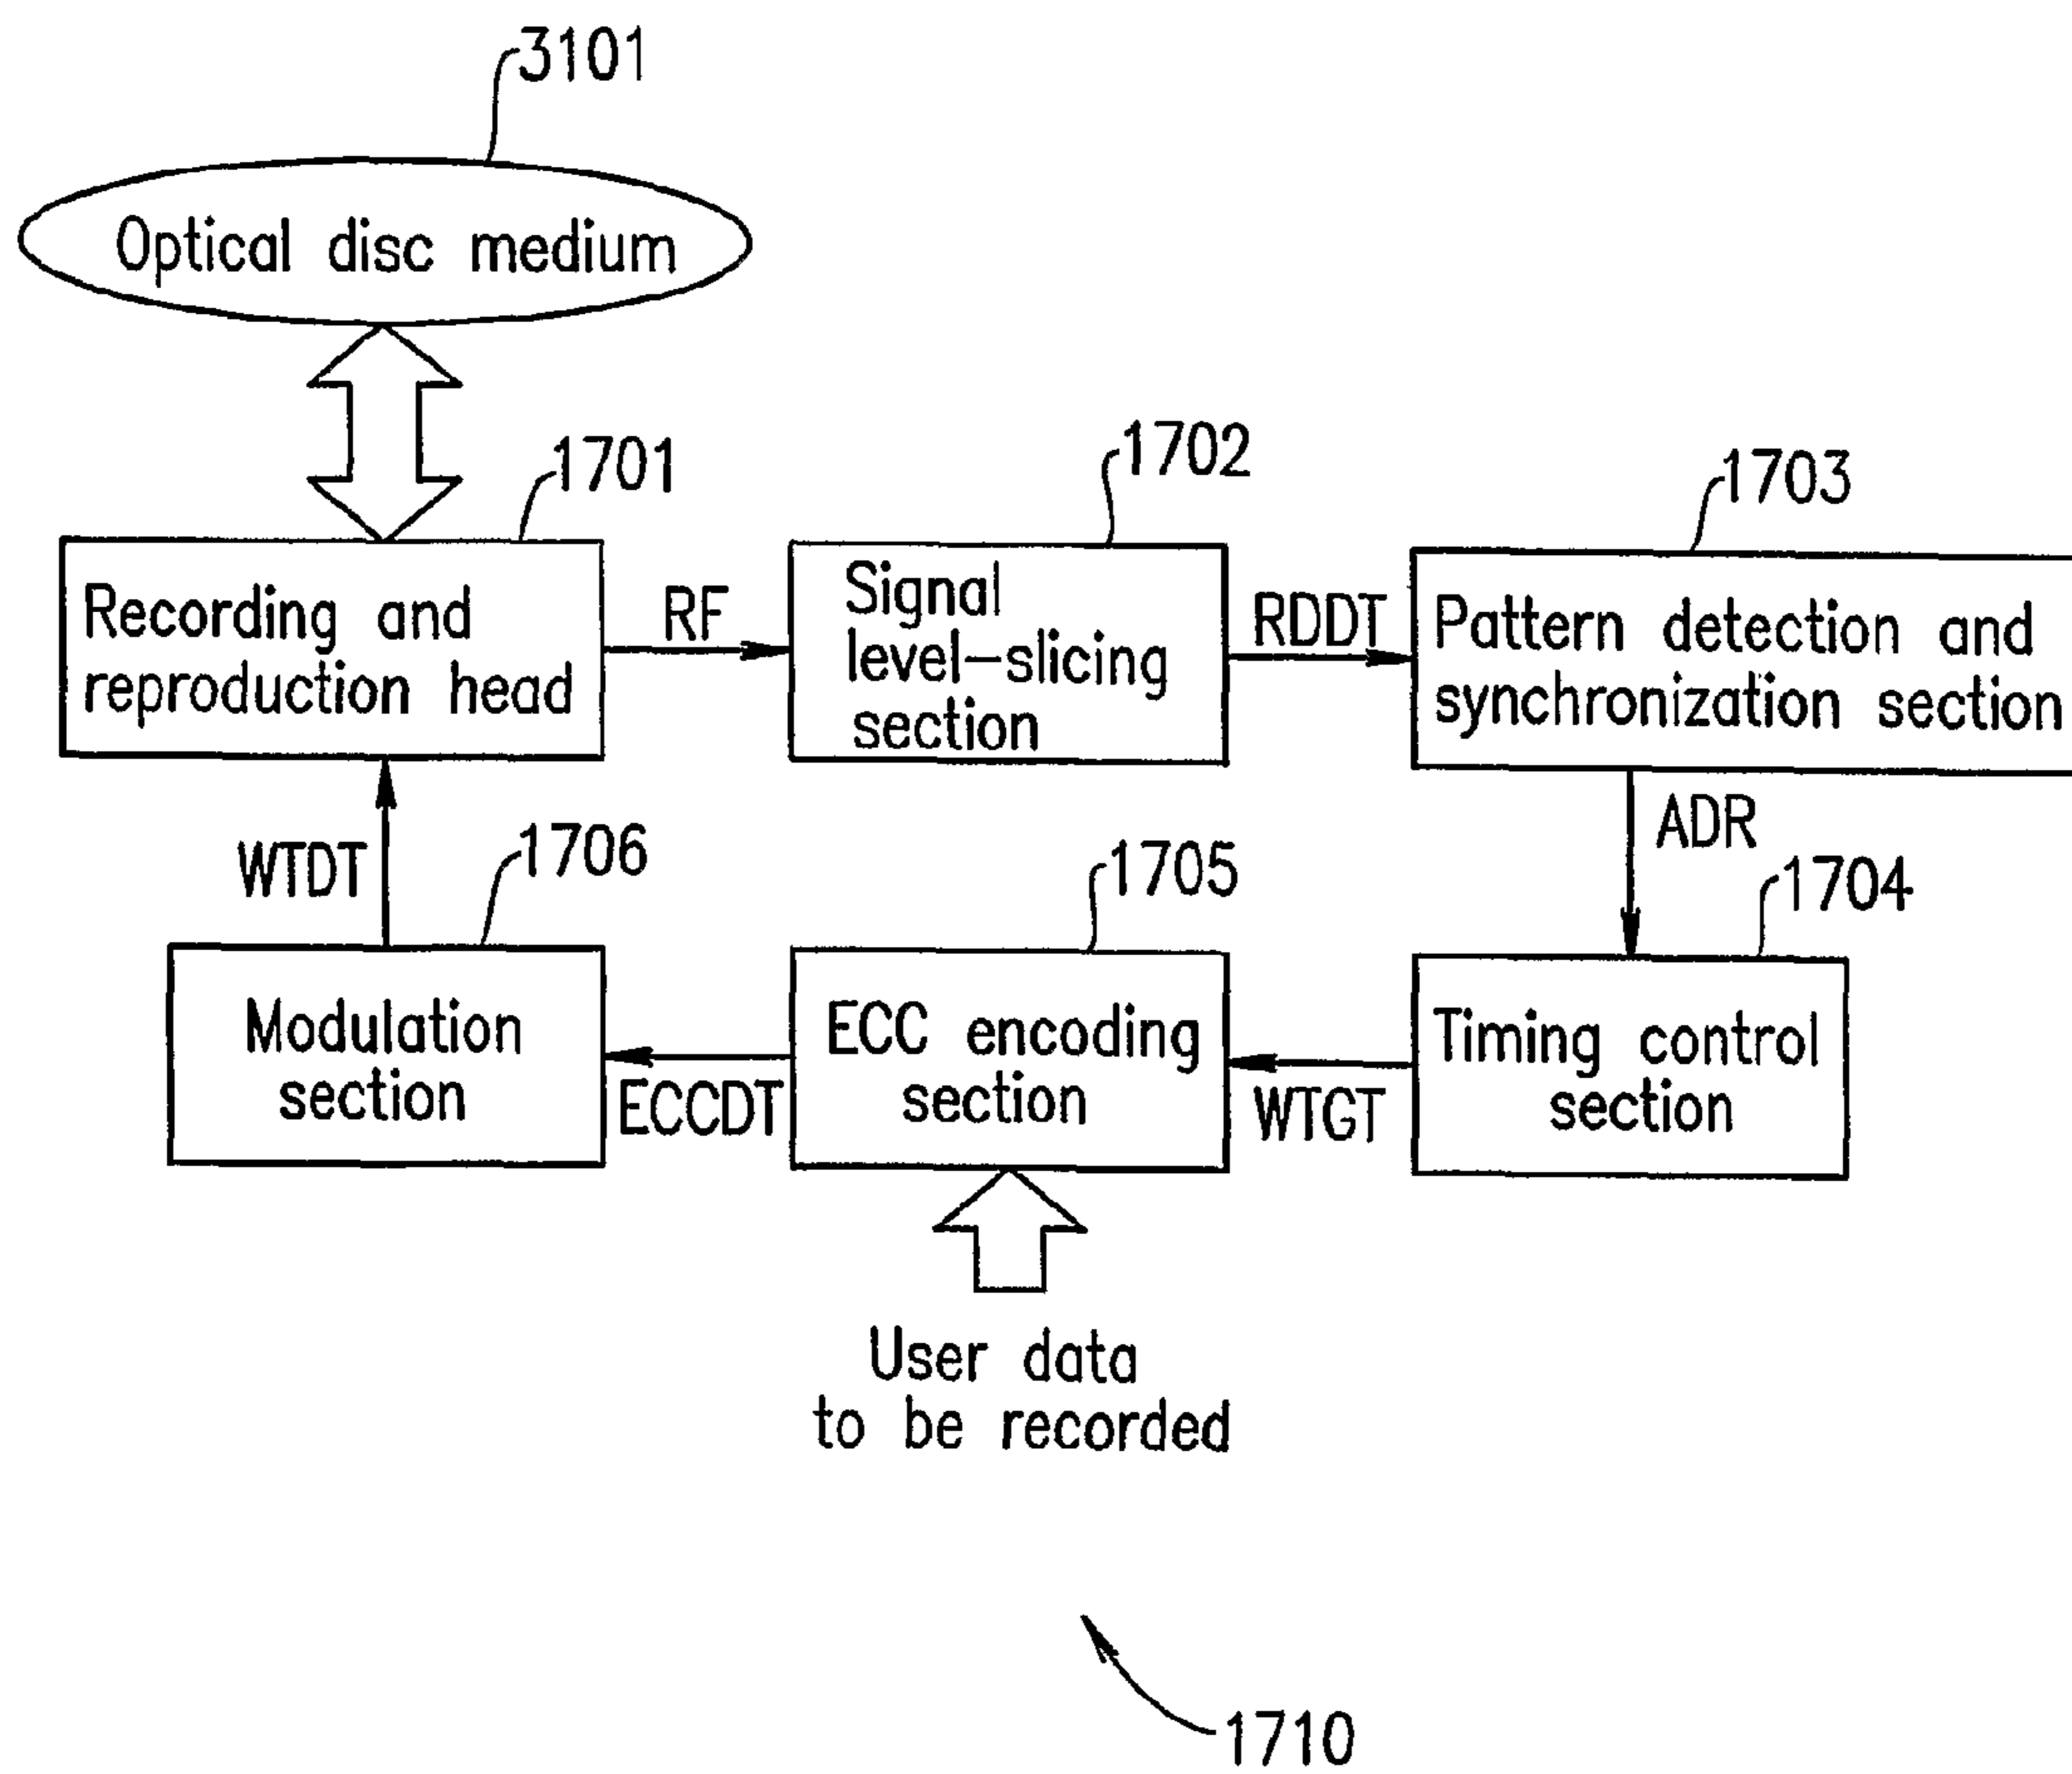 3101
Optical disc medium
1701
1702
1703
Recording and
reproduction head
RF
Signal
level-slicing
section
RDDT
Pattern detection and
synchronization section
ADR
WTDT
1706
1705
1704
Modulation
section
ECCDT
ECC encoding
section
WTGT
Timing control
section
User data
to be recorded
1710